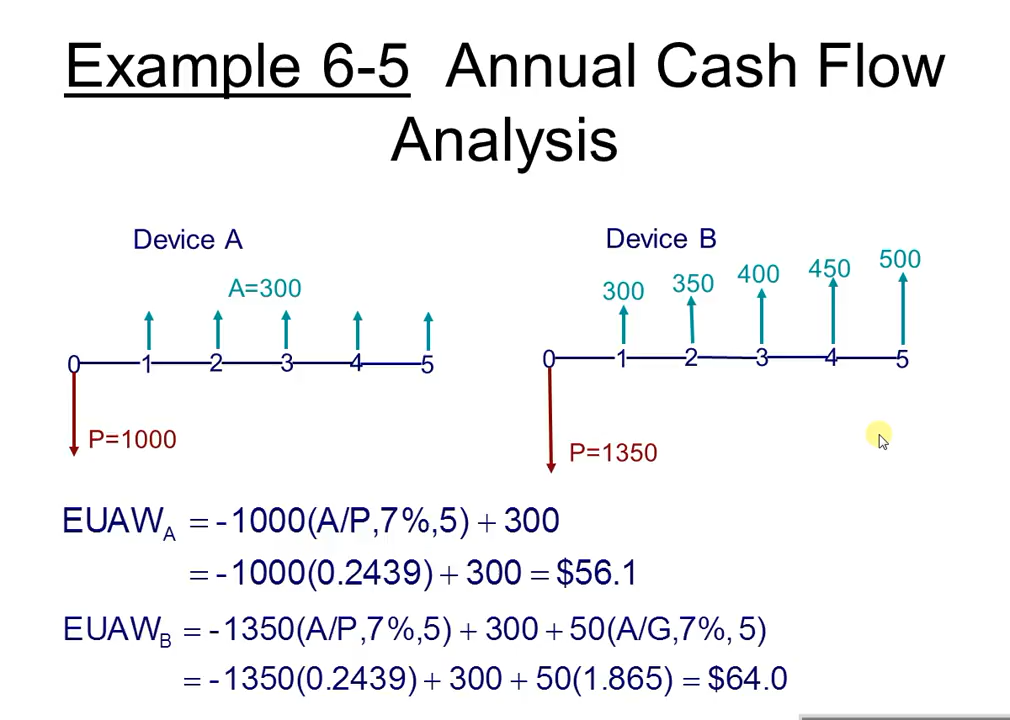 Example 6-5 Annual Cash Flow
Analysis
Device A
A=300
0 1 2 3 4 5
P=1000
Device B
300 350 400 450 500
0 1 2 3 4 5
P=1350
EUAW_A = -1000(A/P,7%,5) + 300
= -1000(0.2439) + 300 = $56.1
EUAW_B = -1350(A/P,7%,5) + 300 + 50(A/G,7%, 5)
= -1350(0.2439) + 300 + 50(1.865) = $64.0